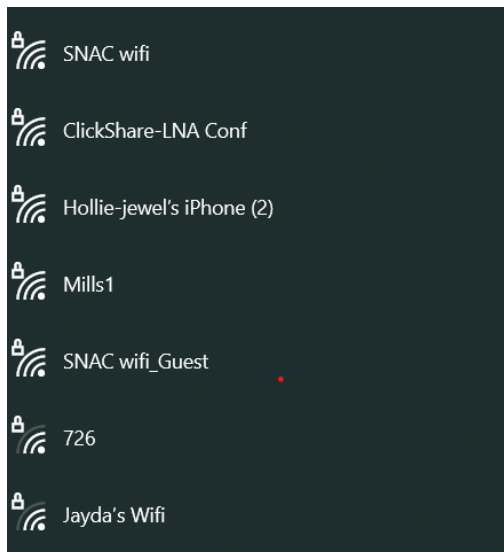 SNAC wifi
ClickShare-LNA Conf
Hollie-jewel's iPhone (2)
Mills1
SNAC wifi_Guest
726
Jayda's Wifi